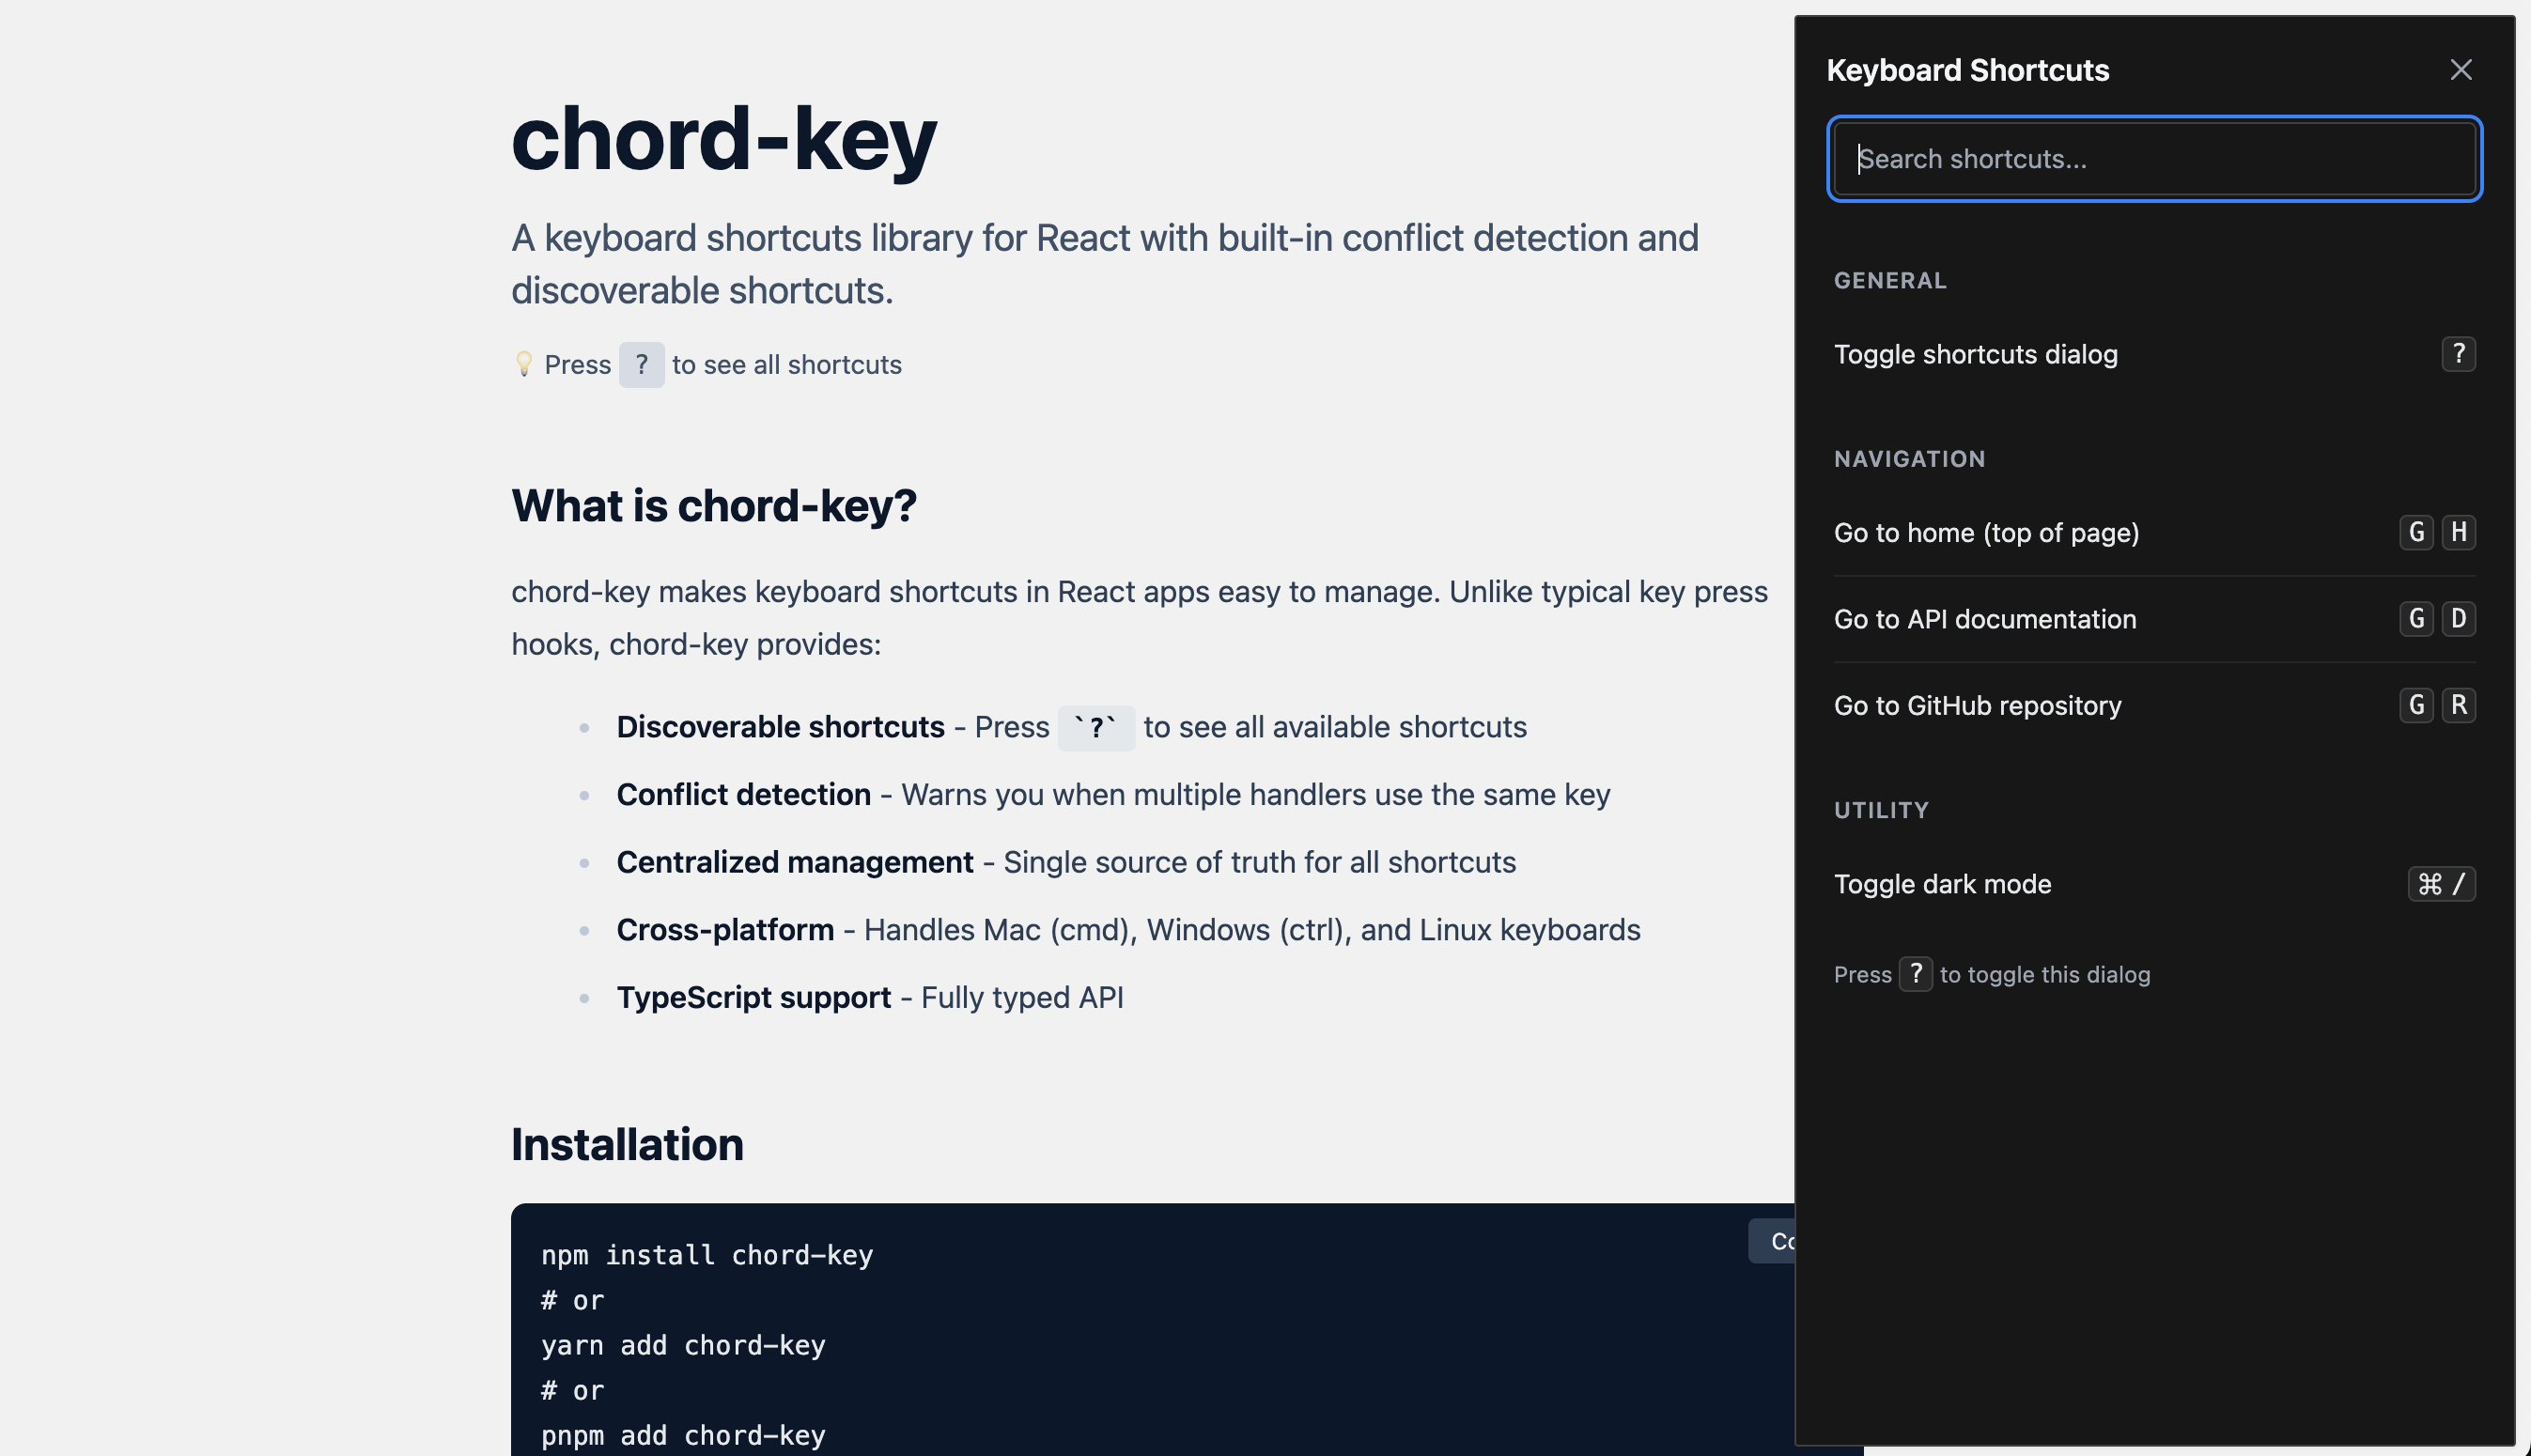 chord-key
A keyboard shortcuts library for React with built-in conflict detection and
discoverable shortcuts.
💡 Press ? to see all shortcuts
What is chord-key?
chord-key makes keyboard shortcuts in React apps easy to manage. Unlike typical key press
hooks, chord-key provides:
• Discoverable shortcuts - Press `?` to see all available shortcuts
• Conflict detection - Warns you when multiple handlers use the same key
• Centralized management - Single source of truth for all shortcuts
• Cross-platform - Handles Mac (cmd), Windows (ctrl), and Linux keyboards
• TypeScript support - Fully typed API
Installation
npm install chord-key
# or
yarn add chord-key
# or
pnpm add chord-key
Keyboard Shortcuts
Search shortcuts...
GENERAL
Toggle shortcuts dialog ?
NAVIGATION
Go to home (top of page) G H
Go to API documentation G D
Go to GitHub repository G R
UTILITY
Toggle dark mode ⌘ /
Press ? to toggle this dialog